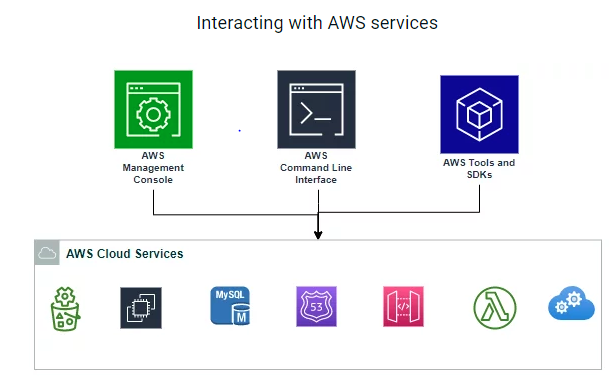 Interacting with AWS services
AWS
Management
Console
AWS
Command Line
Interface
AWS Tools and
SDKs
AWS Cloud Services
MySQL
M
53
</>